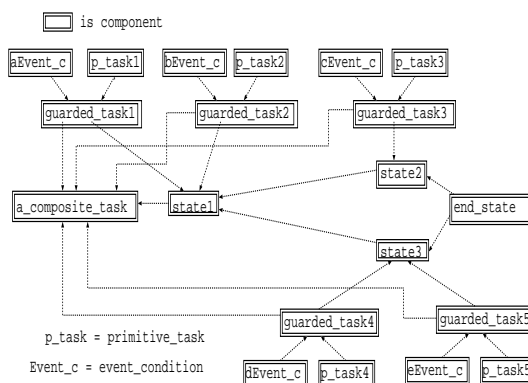 is component
aEvent_c
p_task1
bEvent_c
p_task2
cEvent_c
p_task3
guarded_task1
guarded_task2
guarded_task3
state2
a_composite_task
state1
end_state
state3
guarded_task4
guarded_task5
p_task = primitive_task
Event_c = event_condition
dEvent_c
p_task4
eEvent_c
p_task5